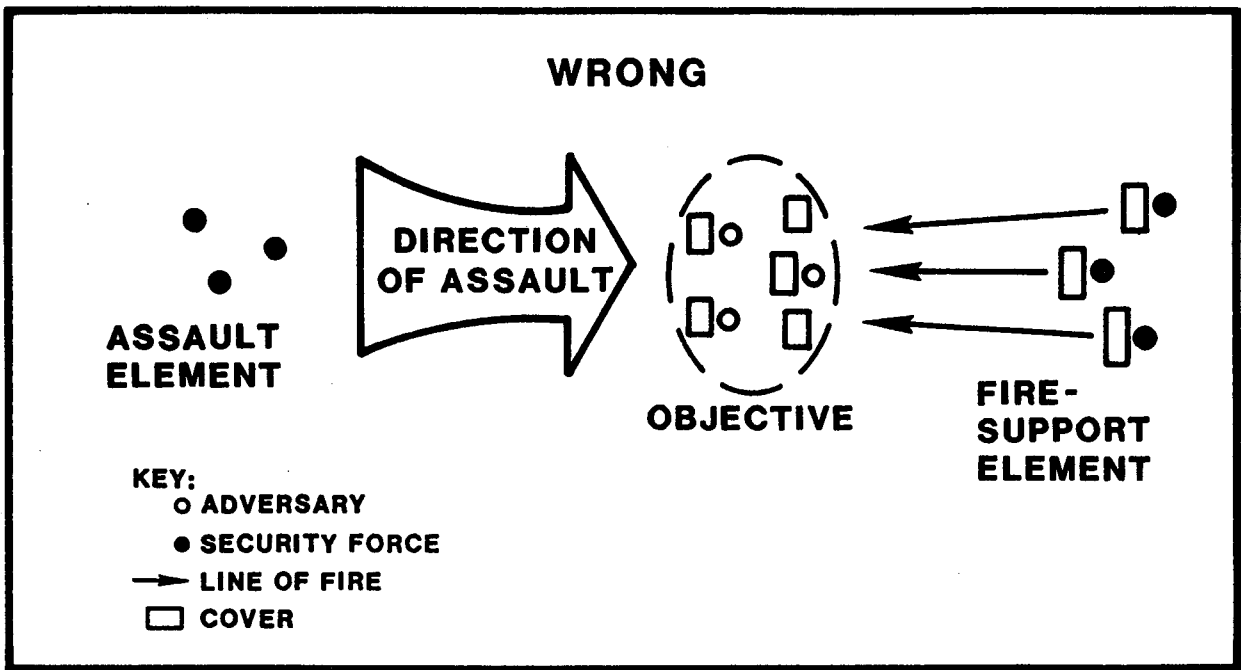 WRONG
DIRECTION
OF ASSAULT
ASSAULT
ELEMENT
OBJECTIVE
FIRE-
SUPPORT
ELEMENT
KEY:
ADVERSARY
SECURITY FORCE
LINE OF FIRE
COVER